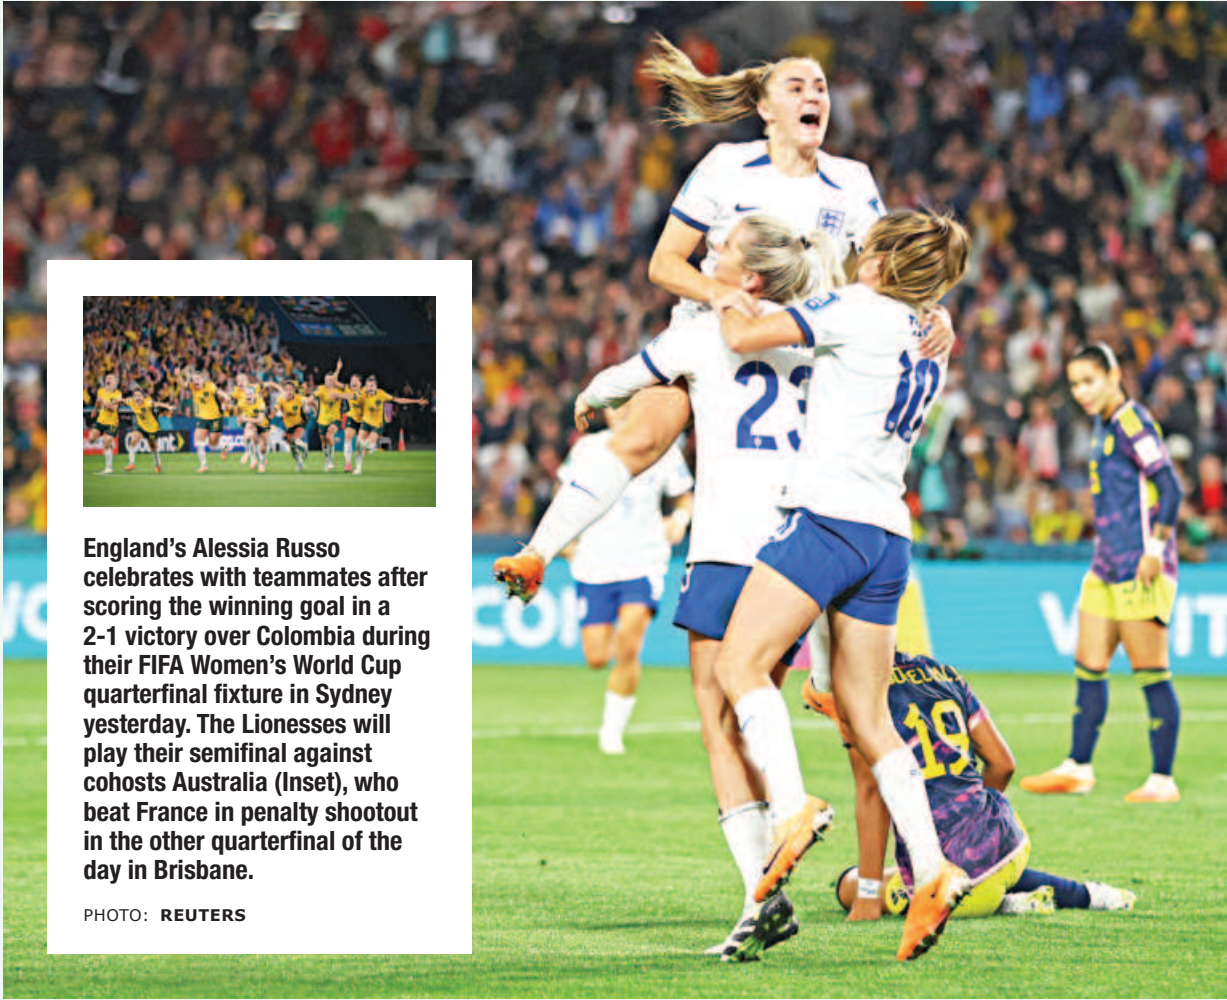 England's Alessia Russo
celebrates with teammates after
scoring the winning goal in a
2-1 victory over Colombia during
their FIFA Women's World Cup
quarterfinal fixture in Sydney
yesterday. The Lionesses will
play their semifinal against
cohosts Australia (Inset), who
beat France in penalty shootout
in the other quarterfinal of the
day in Brisbane.
PHOTO: REUTERS
23
10
19